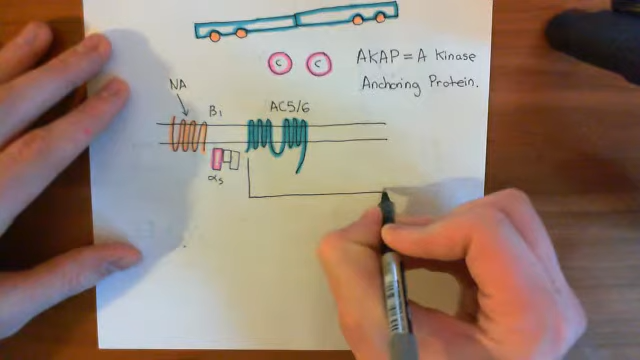 C C
AKAP = A Kinase
Anchoring Protein.
NA
B1
AC5/6
αs